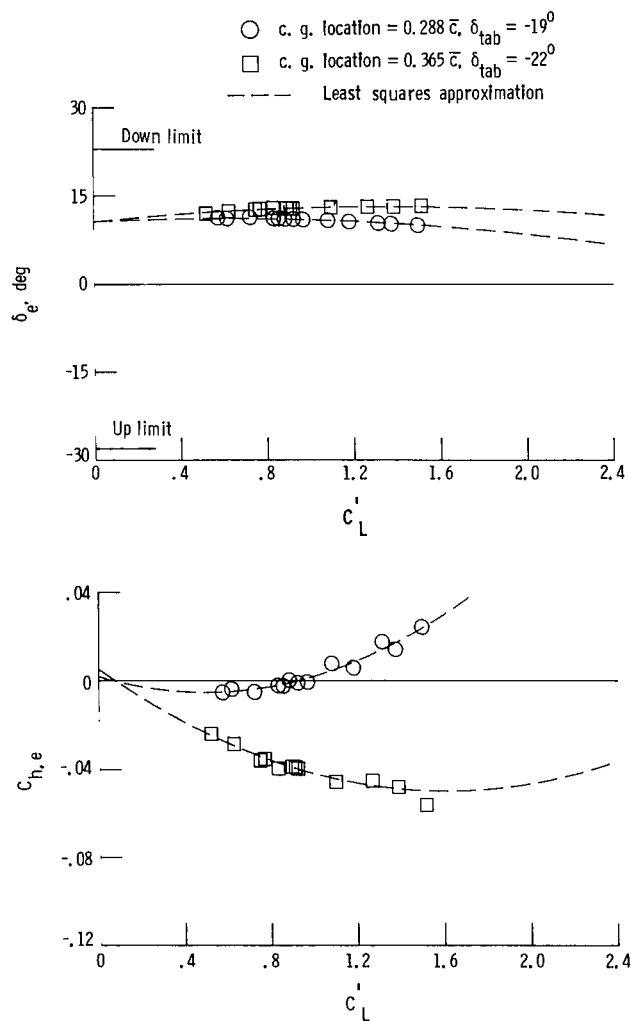 c. g. location = 0.288 c̅, δtab = -19⁰
c. g. location = 0.365 c̅, δtab = -22⁰
Least squares approximation
30
Down limit
15
0
δe, deg
-15
Up limit
-30
0 .4 .8 1.2 1.6 2.0 2.4
C'L
.04
0
Ch, e
-.04
-.08
-.12
0 .4 .8 1.2 1.6 2.0 2.4
C'L